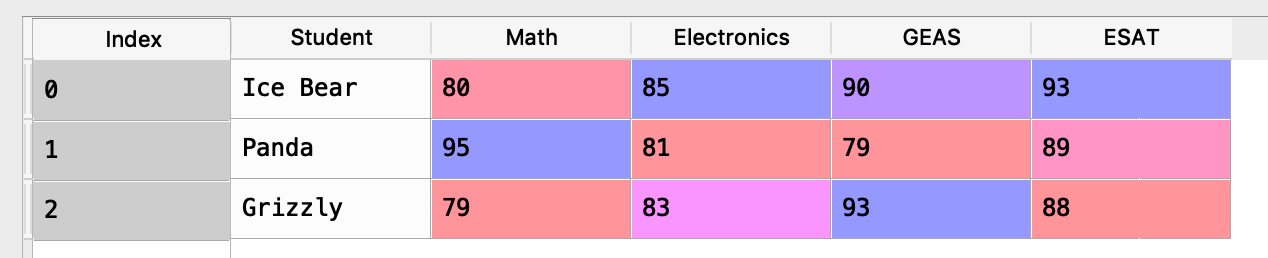 Index Student Math Electronics GEAS ESAT
0 Ice Bear 80 85 90 93
1 Panda 95 81 79 89
2 Grizzly 79 83 93 88